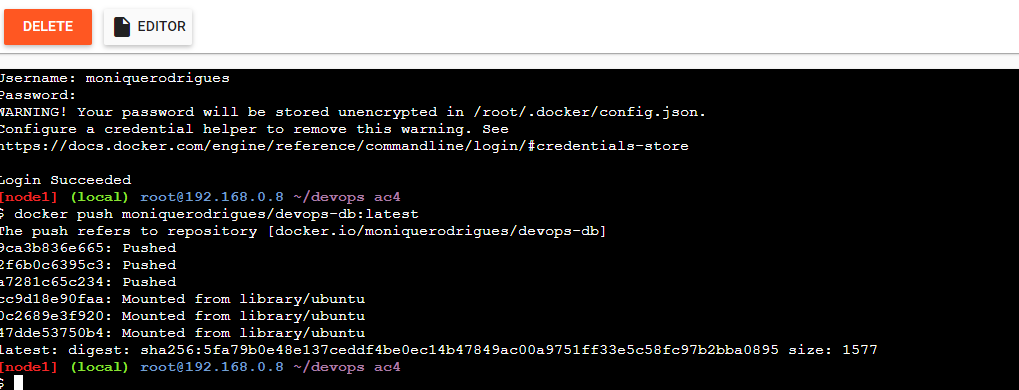 DELETE
EDITOR
Username: moniquerodrigues
Password:
WARNING! Your password will be stored unencrypted in /root/.docker/config.json.
Configure a credential helper to remove this warning. See
https://docs.docker.com/engine/reference/commandline/login/#credentials-store
Login Succeeded
[node1] (local) root@192.168.0.8 ~/devops ac4
$ docker push moniquerodrigues/devops-db:latest
The push refers to repository [docker.io/moniquerodrigues/devops-db]
9ca3b836e665: Pushed
2f6b0c6395c3: Pushed
a7281c65c234: Pushed
cc9d18e90faa: Mounted from library/ubuntu
0c2689e3f920: Mounted from library/ubuntu
47dde53750b4: Mounted from library/ubuntu
latest: digest: sha256:5fa79b0e48e137ceddf4be0ec14b47849ac00a9751ff33e5c58fc97b2bba0895 size: 1577
[node1] (local) root@192.168.0.8 ~/devops ac4
$